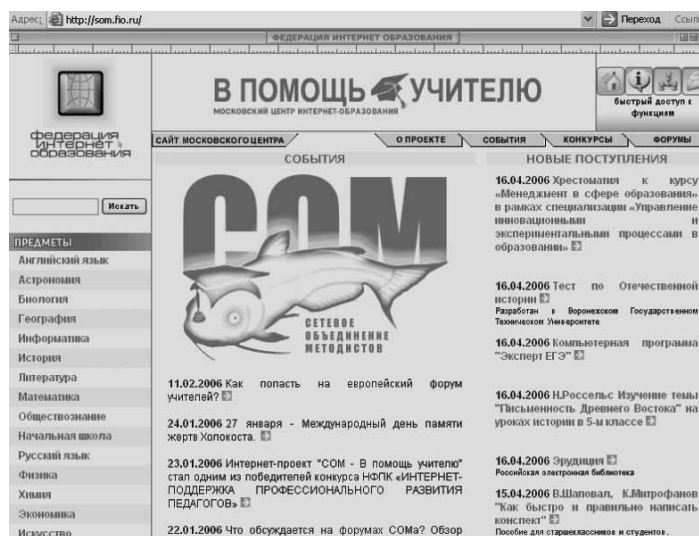 Адрес: http://som.fio.ru/ Переход Ссыл
ФЕДЕРАЦИЯ ИНТЕРНЕТ ОБРАЗОВАНИЯ
В ПОМОЩЬ УЧИТЕЛЮ
МОСКОВСКИЙ ЦЕНТР ИНТЕРНЕТ-ОБРАЗОВАНИЯ
быстрый доступ к
функциям
федерация
интернет
образования
САЙТ МОСКОВСКОГО ЦЕНТРА О ПРОЕКТЕ СОБЫТИЯ КОНКУРСЫ ФОРУМЫ
Искать
ПРЕДМЕТЫ
Английский язык
Астрономия
Биология
География
Информатика
История
Литература
Математика
Обществознание
Начальная школа
Русский язык
Физика
Химия
Экономика
Искусство
СОБЫТИЯ
СОМ
СЕТЕВОЕ
ОБЪЕДИНЕНИЕ
МЕТОДИСТОВ
11.02.2006 Как попасть на европейский форум
учителей?
24.01.2006 27 января - Международный день памяти
жертв Холокоста.
23.01.2006 Интернет-проект "СОМ - В помощь учителю"
стал одним из победителей конкурса НФПК «ИНТЕРНЕТ-
ПОДДЕРЖКА ПРОФЕССИОНАЛЬНОГО РАЗВИТИЯ
ПЕДАГОГОВ»
22.01.2006 Что обсуждается на форумах СОМа? Обзор
НОВЫЕ ПОСТУПЛЕНИЯ
16.04.2006 Хрестоматия к курсу
«Менеджмент в сфере образования»
в рамках специализации «Управление
инновационными и
экспериментальными процессами в
образовании»
16.04.2006 Тест по Отечественной
истории
Разработан в Воронежском Государственном
Техническом Университете
16.04.2006 Компьютерная программа
"Эксперт ЕГЭ"
16.04.2006 Н.Россельс Изучение темы
"Письменность Древнего Востока" на
уроках истории в 5-м классе
16.04.2006 Эрудиция
Российская электронная библиотека
15.04.2006 В.Шаповал, К.Митрофанов
"Как быстро и правильно написать
конспект"
Пособие для старшеклассников и студентов.